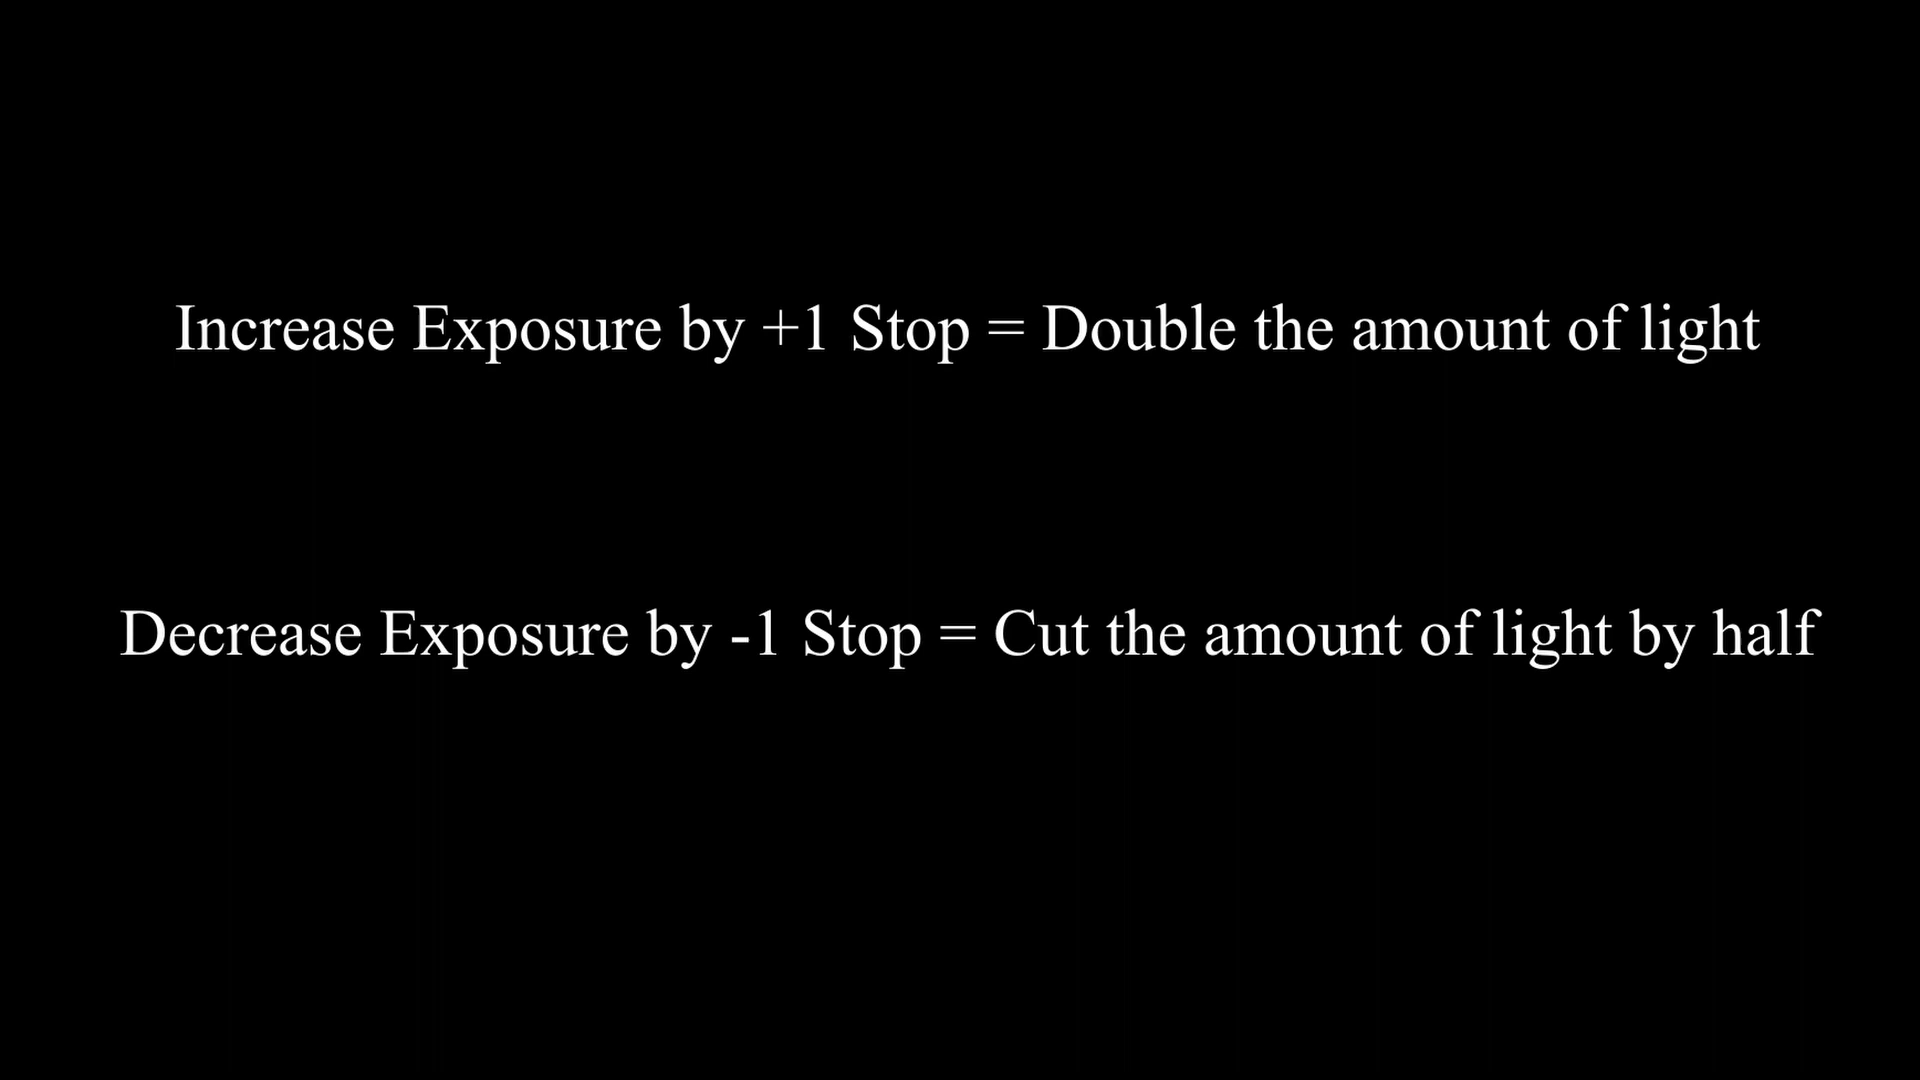 Increase Exposure by +1 Stop = Double the amount of light
Decrease Exposure by -1 Stop = Cut the amount of light by half